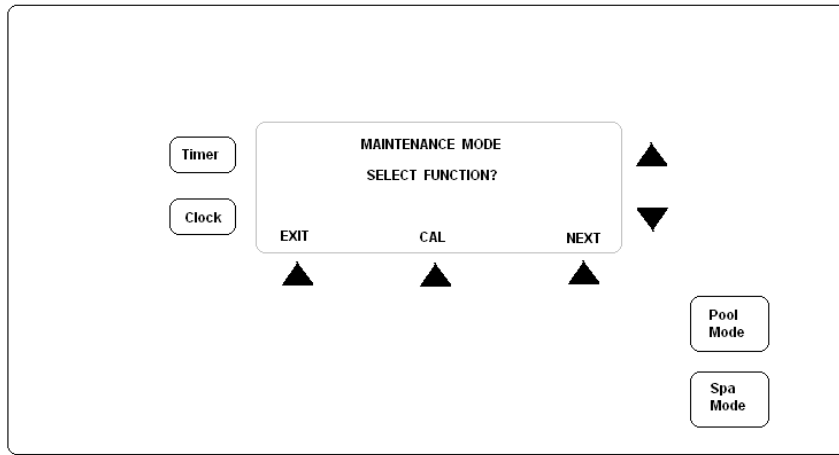 MAINTENANCE MODE
SELECT FUNCTION?
Timer
Clock
EXIT CAL NEXT
Pool
Mode
Spa
Mode